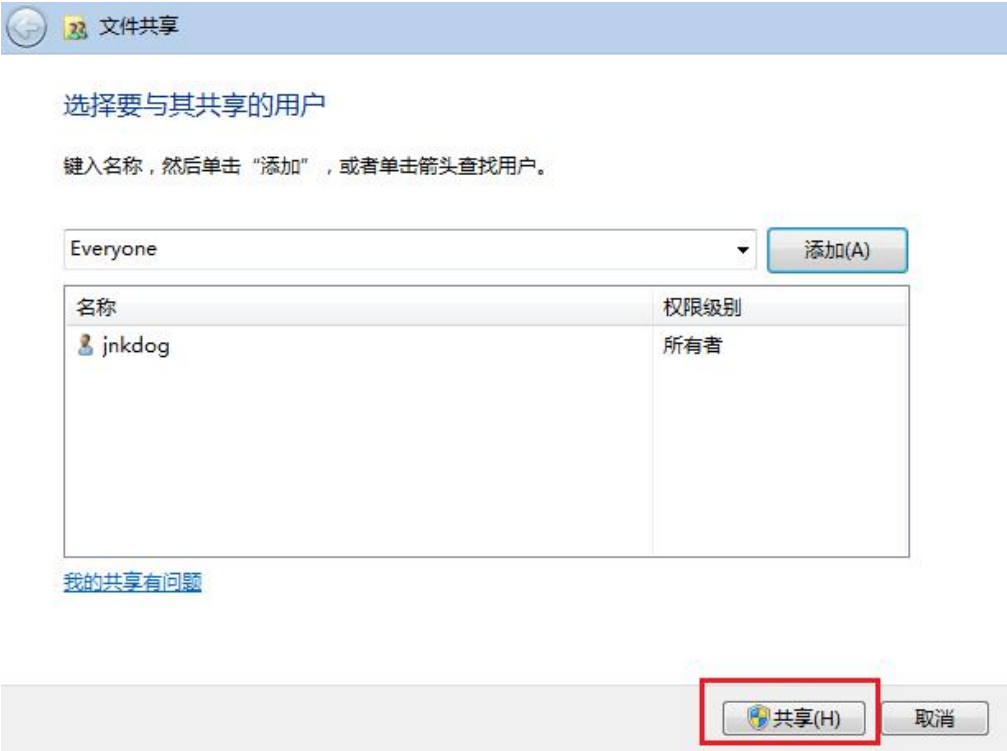 文件共享
选择要与其共享的用户
键入名称，然后单击“添加”，或者单击箭头查找用户。
Everyone 添加(A)
名称 权限级别
jnkdog 所有者
我的共享有问题
共享(H) 取消